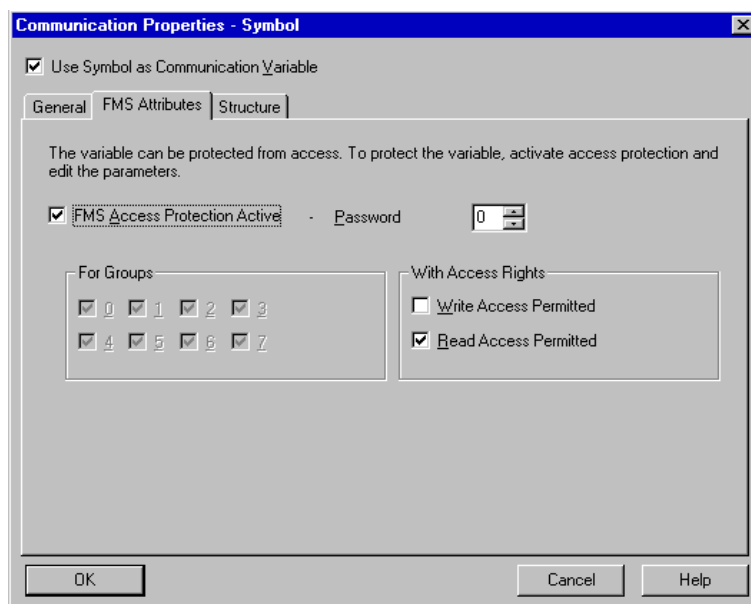 Communication Properties - Symbol
Use Symbol as Communication Variable
General FMS Attributes Structure
The variable can be protected from access. To protect the variable, activate access protection and
edit the parameters.
FMS Access Protection Active - Password 0
For Groups With Access Rights
0 1 2 3 Write Access Permitted
4 5 6 7 Read Access Permitted
OK Cancel Help